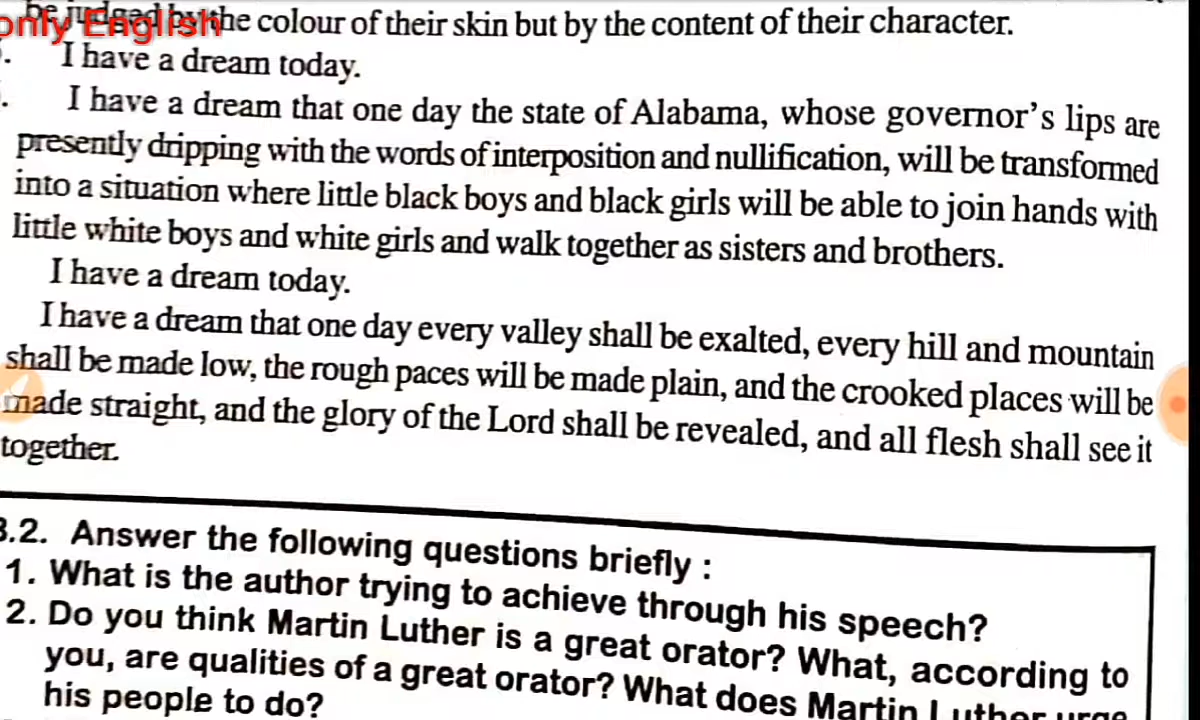 be judged by the colour of their skin but by the content of their character.
only English
I have a dream today.
I have a dream that one day the state of Alabama, whose governor's lips are
presently dripping with the words of interposition and nullification, will be transformed
into a situation where little black boys and black girls will be able to join hands with
little white boys and white girls and walk together as sisters and brothers.
I have a dream today.
I have a dream that one day every valley shall be exalted, every hill and mountain
shall be made low, the rough paces will be made plain, and the crooked places will be
made straight, and the glory of the Lord shall be revealed, and all flesh shall see it
together.
3.2. Answer the following questions briefly :
1. What is the author trying to achieve through his speech?
2. Do you think Martin Luther is a great orator? What, according to
you, are qualities of a great orator? What does Martin Luther urge
his people to do?